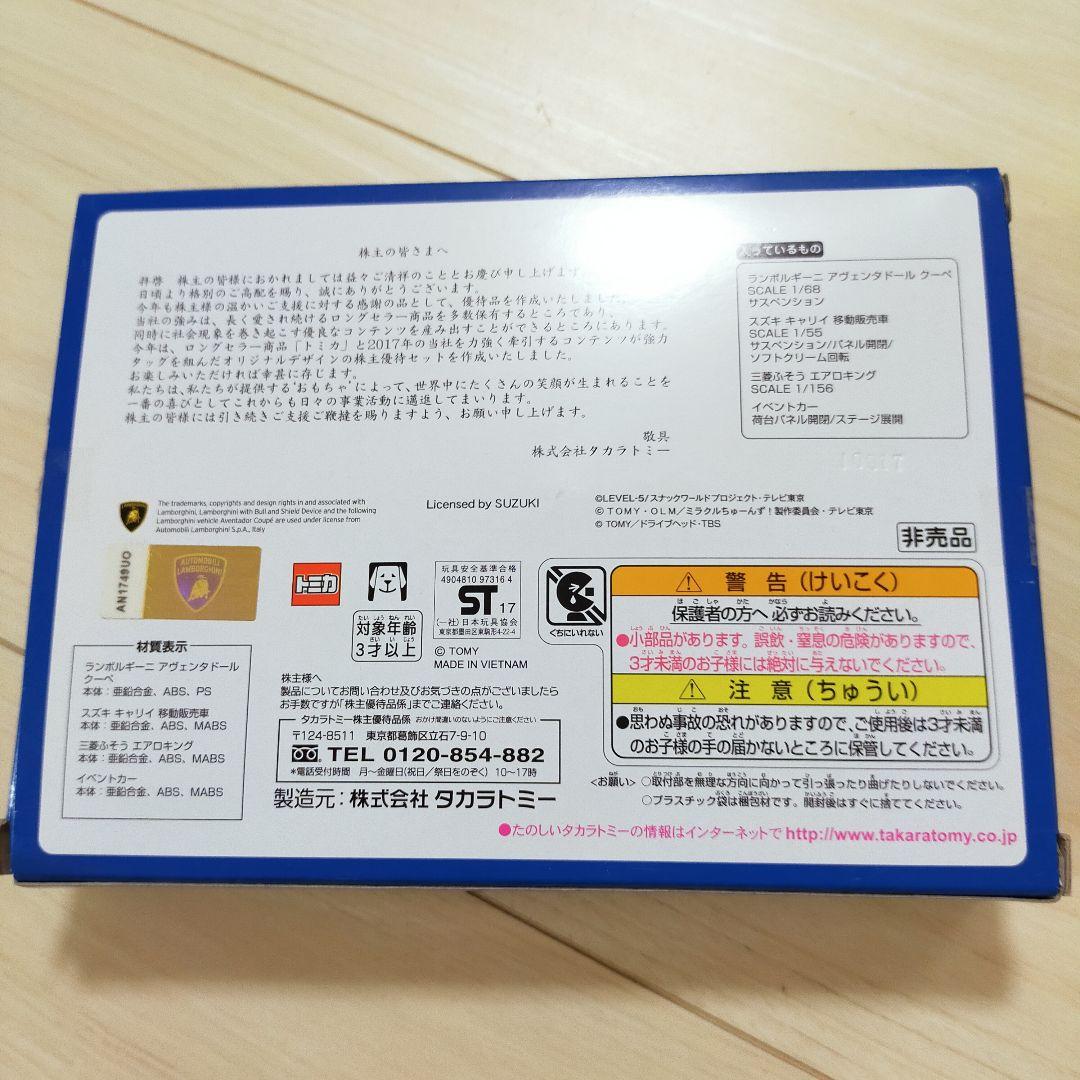 株主の皆さまへ
拝啓　株主の皆様におかれましては益々ご清祥のこととお慶び申し上げます。
日頃より格別のご高配を賜り、誠にありがとうございます。
今年も株主様の温かいご支援に対する感謝の品として、優待品を作成いたしました。
当社の強みは、長く愛され続けるロングセラー商品を多数保有するところであり、
同時に社会現象を巻き起こす優良なコンテンツを産み出すことができるところにあります。
今年は、ロングセラー商品「トミカ」と2017年の当社を力強く牽引するコンテンツが強力
タッグを組んだオリジナルデザインの株主優待セットを作成いたしました。
お楽しみいただければ幸甚に存じます。
私たちは、私たちが提供する"おもちゃ"によって、世界中にたくさんの笑顔が生まれることを
一番の喜びとしてこれからも日々の事業活動に邁進してまいります。
株主の皆様には引き続きご支援ご鞭撻を賜りますよう、お願い申し上げます。
敬具
株式会社タカラトミー
入っているもの
ランボルギーニ アヴェンタドール クーペ
SCALE 1/68
サスペンション
スズキ キャリイ 移動販売車
SCALE 1/55
サスペンション/パネル開閉/
ソフトクリーム回転
三菱ふそう エアロキング
SCALE 1/156
イベントカー
荷台パネル開閉/ステージ展開
The trademarks, copyrights and design rights in and associated with
Lamborghini, Lamborghini with Bull and Shield Device and the following
Lamborghini vehicle Aventador Coupé are used under license from
Automobili Lamborghini S.p.A., Italy
Licensed by SUZUKI
©LEVEL-5/スナックワールドプロジェクト・テレビ東京
© TOMY・OLM/ミラクルちゅーんず!製作委員会・テレビ東京
© TOMY/ドライブヘッド・TBS
非売品
AN1749UO
AUTOMOBILI
LAMBORGHINI
トミカ
対象年齢
3才以上
玩具安全基準合格
4904810 97316 4
ST 17
(一社)日本玩具協会
東京都墨田区東駒形4-22-4
© TOMY
MADE IN VIETNAM
くちにいれない
警告(けいこく)
保護者の方へ 必ずお読みください。
●小部品があります。誤飲・窒息の危険がありますので、
3才未満のお子様には絶対に与えないでください。
注意(ちゅうい)
●思わぬ事故の恐れがありますので、ご使用後は3才未満
のお子様の手の届かないところに保管してください。
<お願い> ○取付部を無理な方向に向かって引っ張ったり曲げたりしないでください。
○プラスチック袋は梱包材です。開封後はすぐに捨ててください。
材質表示
ランボルギーニ アヴェンタドール
クーペ
本体:亜鉛合金、ABS、PS
スズキ キャリイ 移動販売車
本体:亜鉛合金、ABS、MABS
三菱ふそう エアロキング
本体:亜鉛合金、ABS、MABS
イベントカー
本体:亜鉛合金、ABS、MABS
株主様へ
製品についてお問い合わせ及びお気づきの点がございましたら
お手数ですが「株主優待品係」までご連絡ください。
タカラトミー株主優待品係 おかけ間違いのないようにご注意ください
〒124-8511 東京都葛飾区立石7-9-10
TEL 0120-854-882
*電話受付時間 月～金曜日(祝日/祭日をのぞく) 10～17時
製造元:株式会社 タカラトミー
●たのしいタカラトミーの情報はインターネットで http://www.takaratomy.co.jp